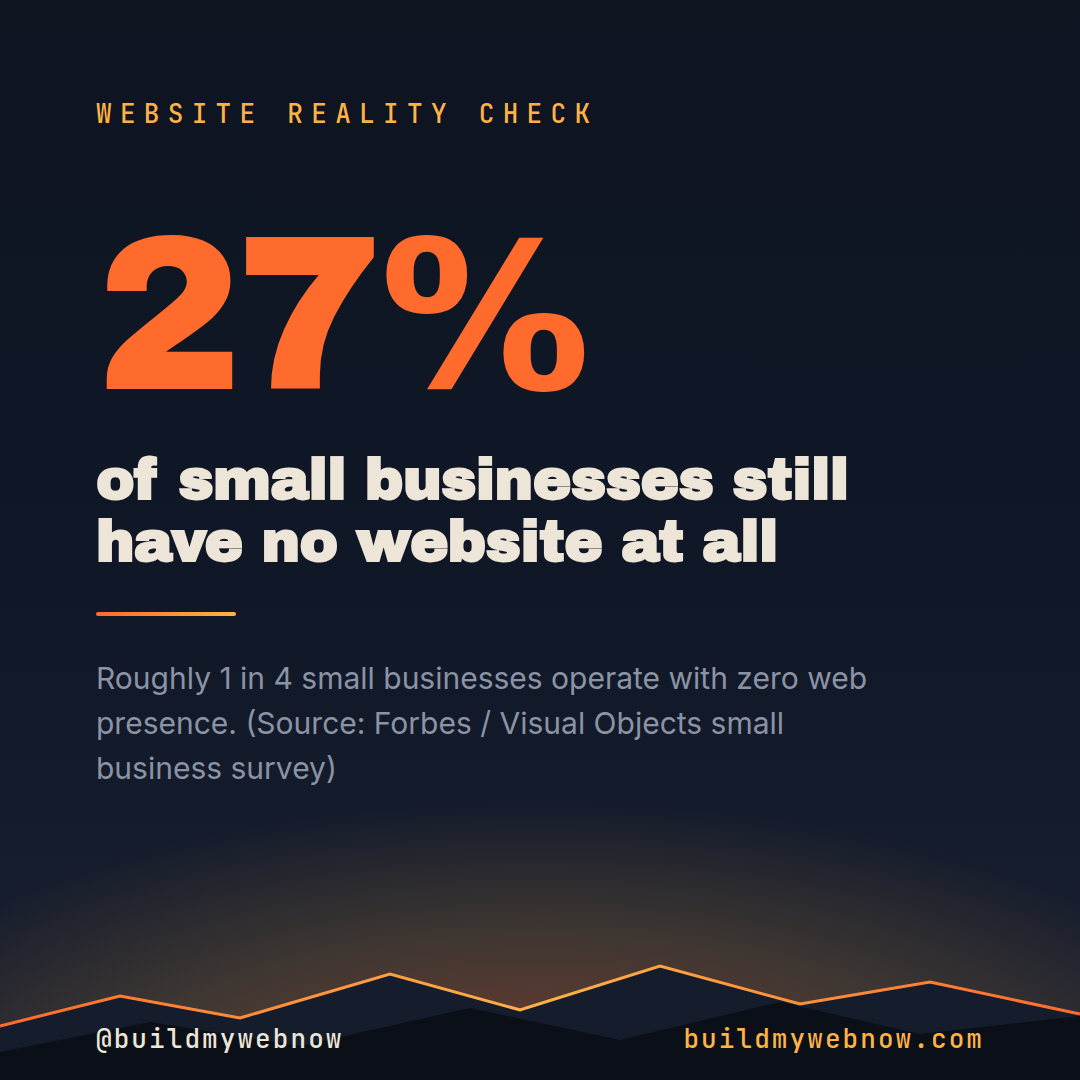 WEBSITE REALITY CHECK
27%
of small businesses still
have no website at all
Roughly 1 in 4 small businesses operate with zero web
presence. (Source: Forbes / Visual Objects small
business survey)
@buildmywebnow
buildmywebnow.com